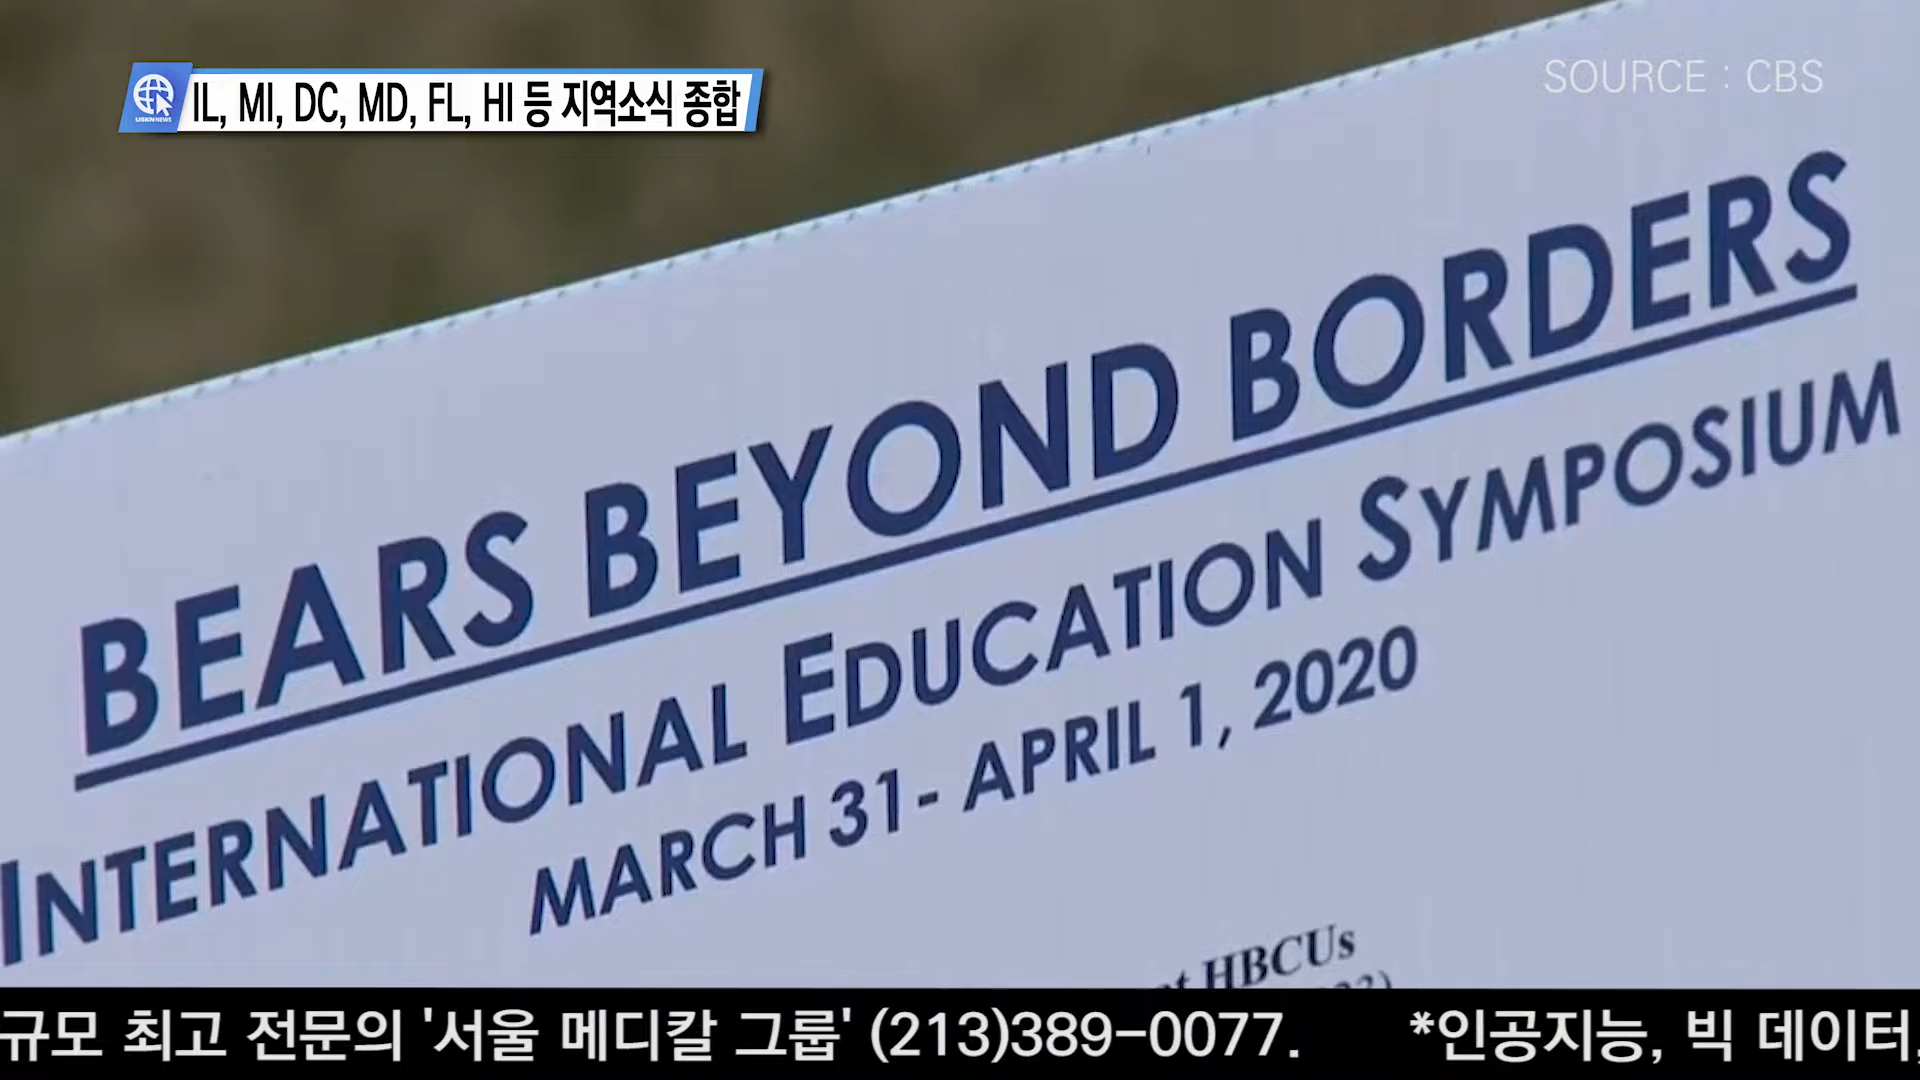 USKN NEWS
IL, MI, DC, MD, FL, HI 등 지역소식 종합
SOURCE : CBS
BEARS BEYOND BORDERS
INTERNATIONAL EDUCATION SYMPOSIUM
MARCH 31- APRIL 1, 2020
HBCUs
규모 최고 전문의 '서울 메디칼 그룹' (213)389-0077. *인공지능, 빅 데이터,